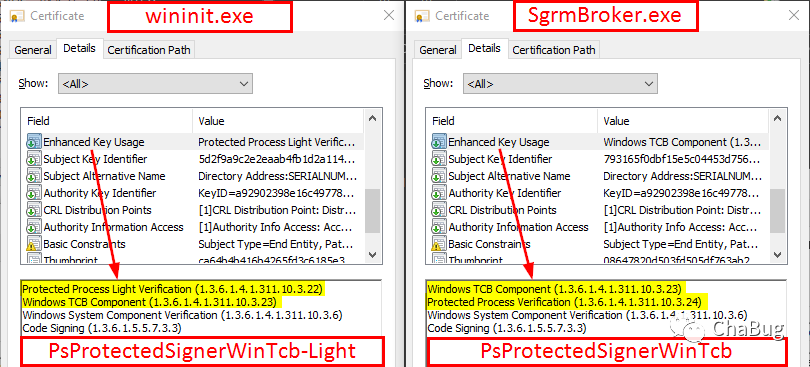 wininit.exe
Certificate
General Details Certification Path
Show: <All>
Field Value
Enhanced Key Usage Protected Process Light Verific...
Subject Key Identifier 5d2f9a9c2e2eaab4fb1d2a114...
Subject Alternative Name Directory Address:SERIALNUM...
Authority Key Identifier KeyID=a92902398e16c49778...
CRL Distribution Points [1]CRL Distribution Point: Distr...
Authority Information Access [1]Authority Info Access: Acc...
Basic Constraints Subject Type=End Entity, Pat...
Thumbprint ca64b4b416b4265fd3c6185e3...
Protected Process Light Verification (1.3.6.1.4.1.311.10.3.22)
Windows TCB Component (1.3.6.1.4.1.311.10.3.23)
Windows System Component Verification (1.3.6.1.4.1.311.10.3.6)
Code Signing (1.3.6.1.5.5.7.3.3)
PsProtectedSignerWinTcb-Light
SgrmBroker.exe
Certificate
General Details Certification Path
Show: <All>
Field Value
Enhanced Key Usage Windows TCB Component (1.3....
Subject Key Identifier 793165f0dbf15e5c04453d756...
Subject Alternative Name Directory Address:SERIALNUM...
Authority Key Identifier KeyID=a92902398e16c49778...
CRL Distribution Points [1]CRL Distribution Point: Distr...
Authority Information Access [1]Authority Info Access: Acc...
Basic Constraints Subject Type=End Entity, Pat...
Thumbprint 08647820d503fd505df763ab2...
Windows TCB Component (1.3.6.1.4.1.311.10.3.23)
Protected Process Verification (1.3.6.1.4.1.311.10.3.24)
Windows System Component Verification (1.3.6.1.4.1.311.10.3.6)
Code Signing (1.3.6.1.5.5.7.3.3)
ChaBug
PsProtectedSignerWinTcb